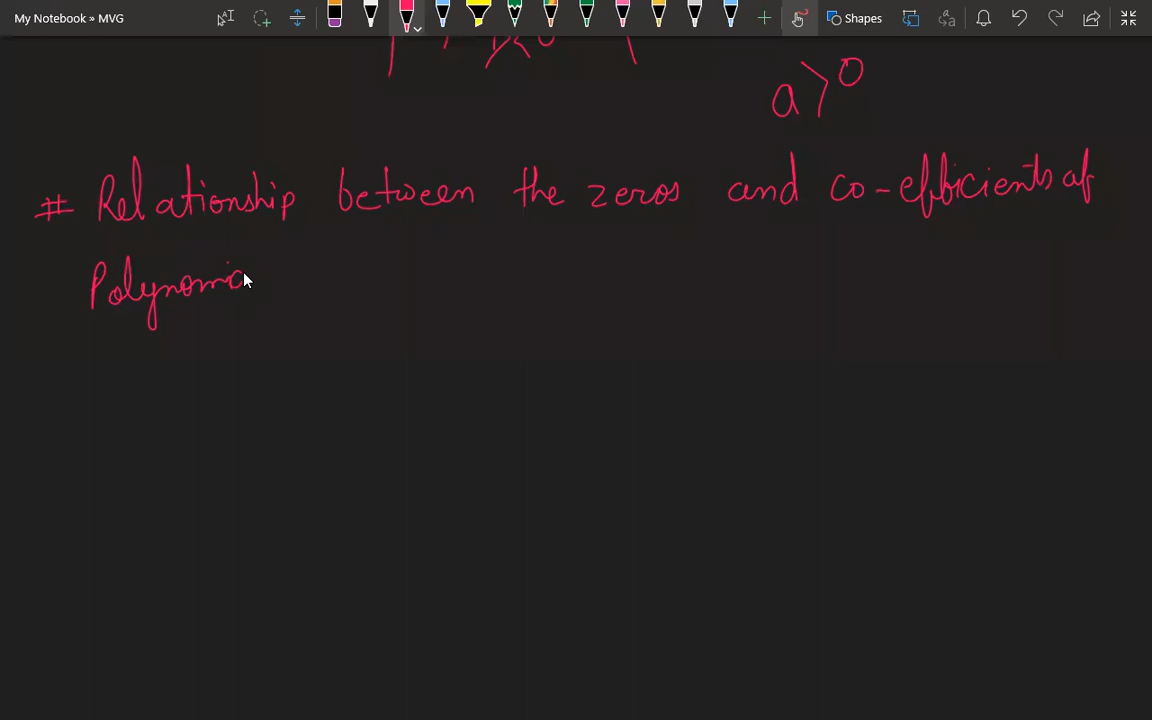 My Notebook » MVG
Shapes
a>0
# Relationship between the zeros and co-efficients of
Polynomia